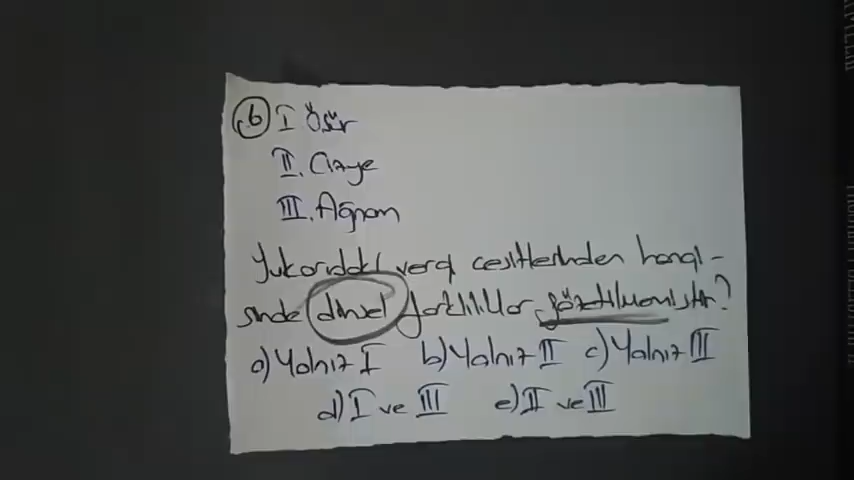 6 I Öşür
II. Cizye
III. Ağnam
Yukarıdaki vergi çeşitlerinden hangi-
sinde dinsel farklılıklar gözetilmemiştir?
a) Yalnız I b) Yalnız II c) Yalnız III
d) I ve III e) II ve III